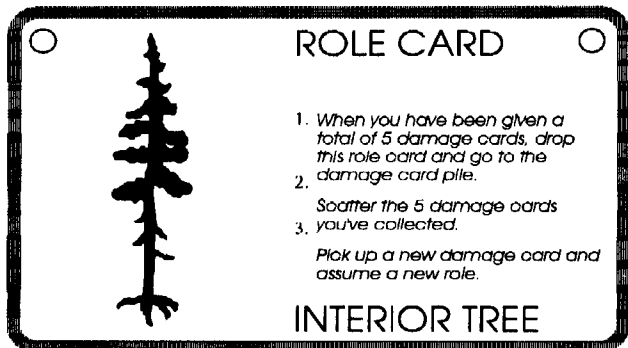 ROLE CARD
1. When you have been given a
total of 5 damage cards, drop
this role card and go to the
2. damage card pile.
Scatter the 5 damage cards
3. you've collected.
Pick up a new damage card and
assume a new role.
INTERIOR TREE